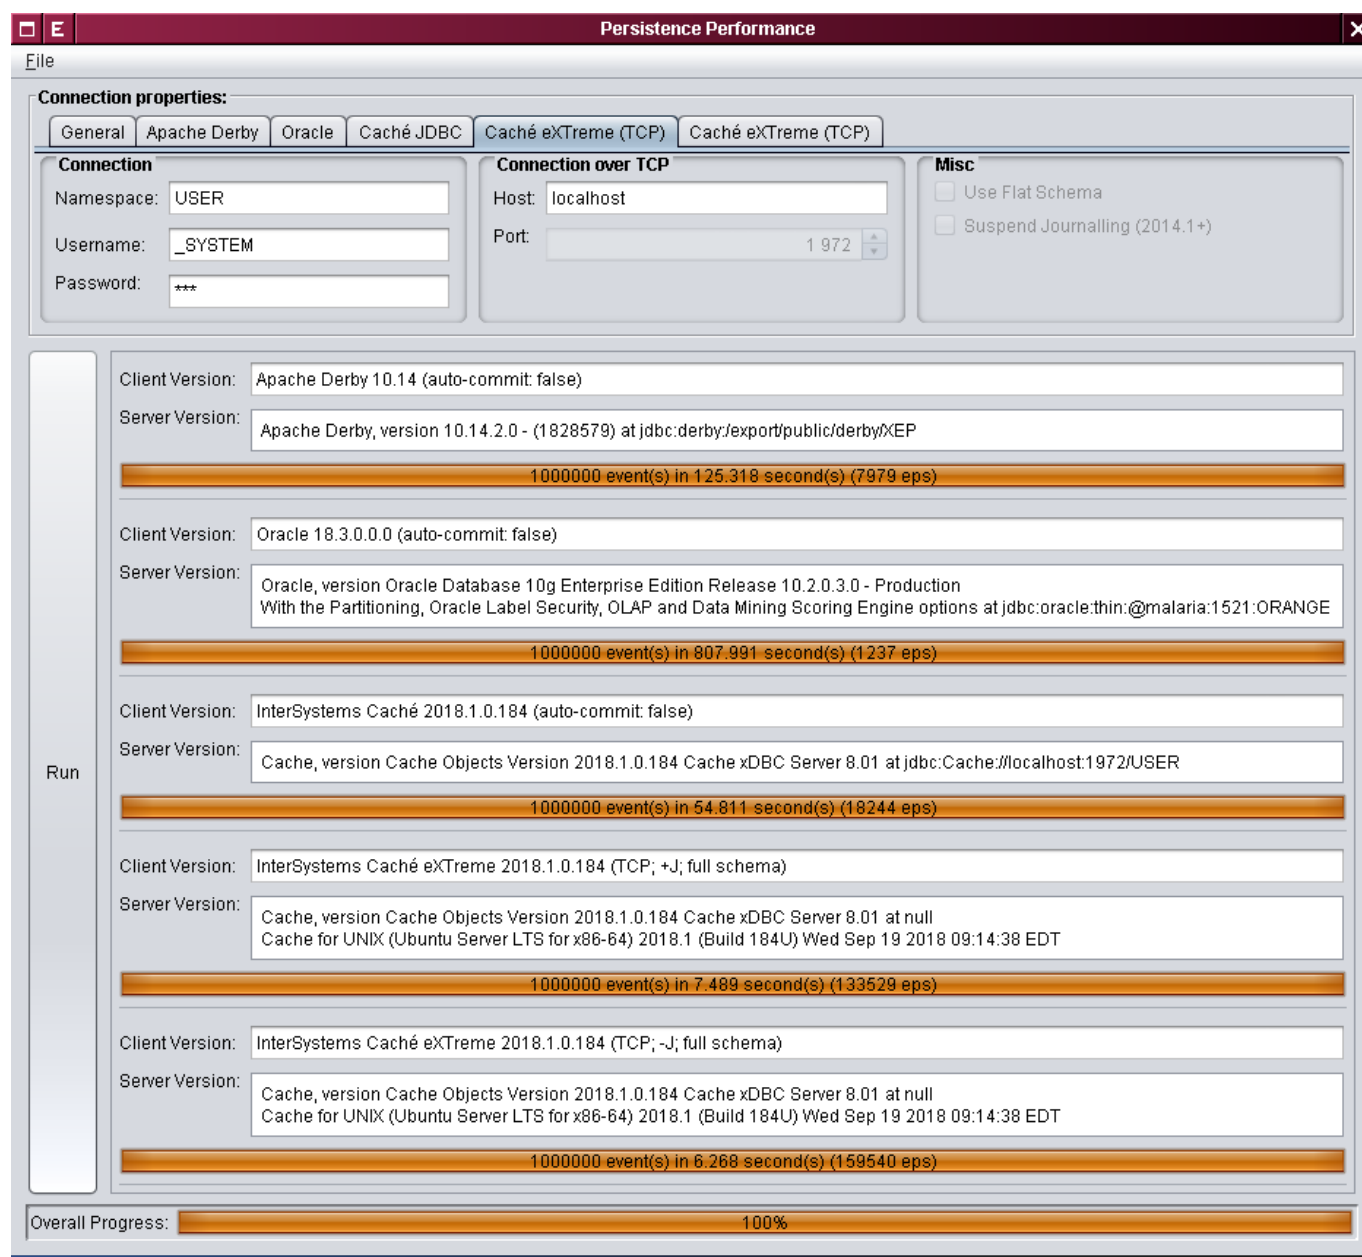 E
Persistence Performance
File
Connection properties:
General Apache Derby Oracle Caché JDBC Caché eXTreme (TCP) Caché eXTreme (TCP)
Connection
Namespace: USER
Username: _SYSTEM
Password: ***
Connection over TCP
Host: localhost
Port: 1 972
Misc
Use Flat Schema
Suspend Journalling (2014.1+)
Run
Client Version: Apache Derby 10.14 (auto-commit: false)
Server Version: Apache Derby, version 10.14.2.0 - (1828579) at jdbc:derby:/export/public/derby/XEP
1000000 event(s) in 125.318 second(s) (7979 eps)
Client Version: Oracle 18.3.0.0.0 (auto-commit: false)
Server Version: Oracle, version Oracle Database 10g Enterprise Edition Release 10.2.0.3.0 - Production
With the Partitioning, Oracle Label Security, OLAP and Data Mining Scoring Engine options at jdbc:oracle:thin:@malaria:1521:ORANGE
1000000 event(s) in 807.991 second(s) (1237 eps)
Client Version: InterSystems Caché 2018.1.0.184 (auto-commit: false)
Server Version: Cache, version Cache Objects Version 2018.1.0.184 Cache xDBC Server 8.01 at jdbc:Cache://localhost:1972/USER
1000000 event(s) in 54.811 second(s) (18244 eps)
Client Version: InterSystems Caché eXTreme 2018.1.0.184 (TCP; +J; full schema)
Server Version: Cache, version Cache Objects Version 2018.1.0.184 Cache xDBC Server 8.01 at null
Cache for UNIX (Ubuntu Server LTS for x86-64) 2018.1 (Build 184U) Wed Sep 19 2018 09:14:38 EDT
1000000 event(s) in 7.489 second(s) (133529 eps)
Client Version: InterSystems Caché eXTreme 2018.1.0.184 (TCP; -J; full schema)
Server Version: Cache, version Cache Objects Version 2018.1.0.184 Cache xDBC Server 8.01 at null
Cache for UNIX (Ubuntu Server LTS for x86-64) 2018.1 (Build 184U) Wed Sep 19 2018 09:14:38 EDT
1000000 event(s) in 6.268 second(s) (159540 eps)
Overall Progress: 100%